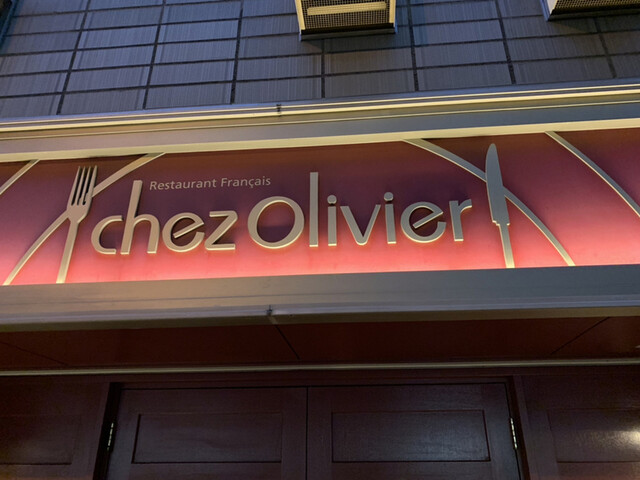 Restaurant Français
chez Olivier